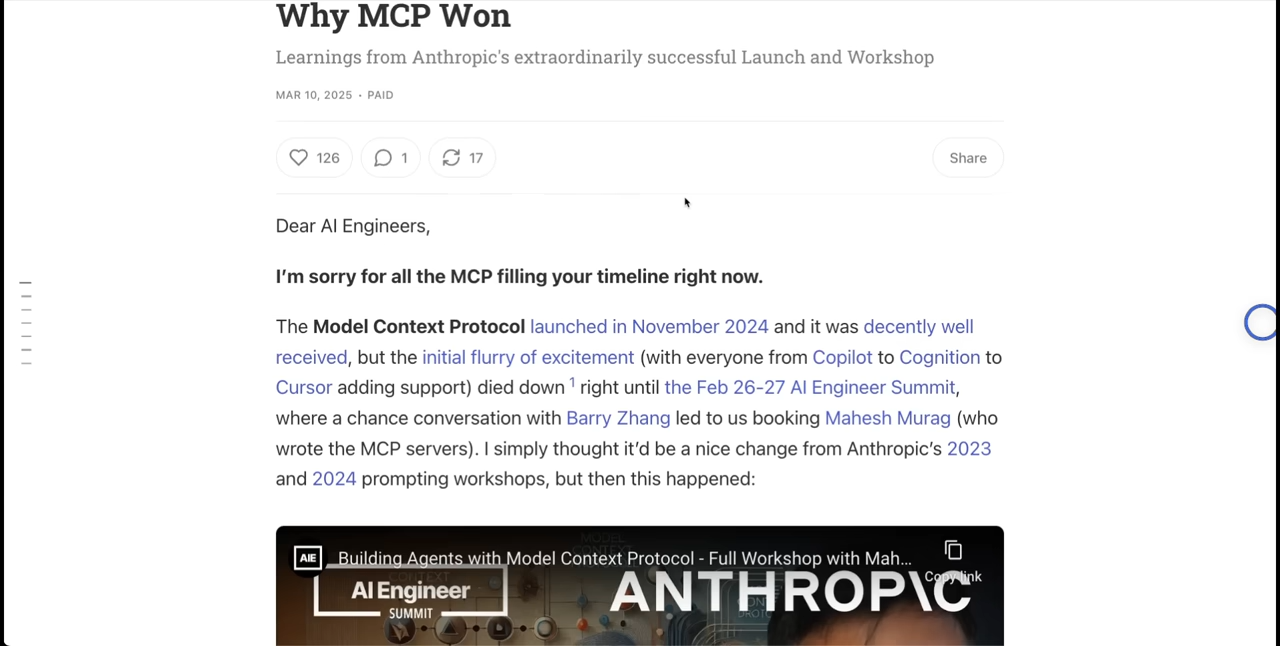 Why MCP Won
Learnings from Anthropic's extraordinarily successful Launch and Workshop
MAR 10, 2025 · PAID
126 1 17 Share
Dear AI Engineers,
I’m sorry for all the MCP filling your timeline right now.
The Model Context Protocol launched in November 2024 and it was decently well
received, but the initial flurry of excitement (with everyone from Copilot to Cognition to
Cursor adding support) died down 1 right until the Feb 26-27 AI Engineer Summit,
where a chance conversation with Barry Zhang led to us booking Mahesh Murag (who
wrote the MCP servers). I simply thought it’d be a nice change from Anthropic’s 2023
and 2024 prompting workshops, but then this happened:
AIE Building Agents with Model Context Protocol - Full Workshop with Mah...
Copy link
AI Engineer
SUMMIT
ANTHROP\C